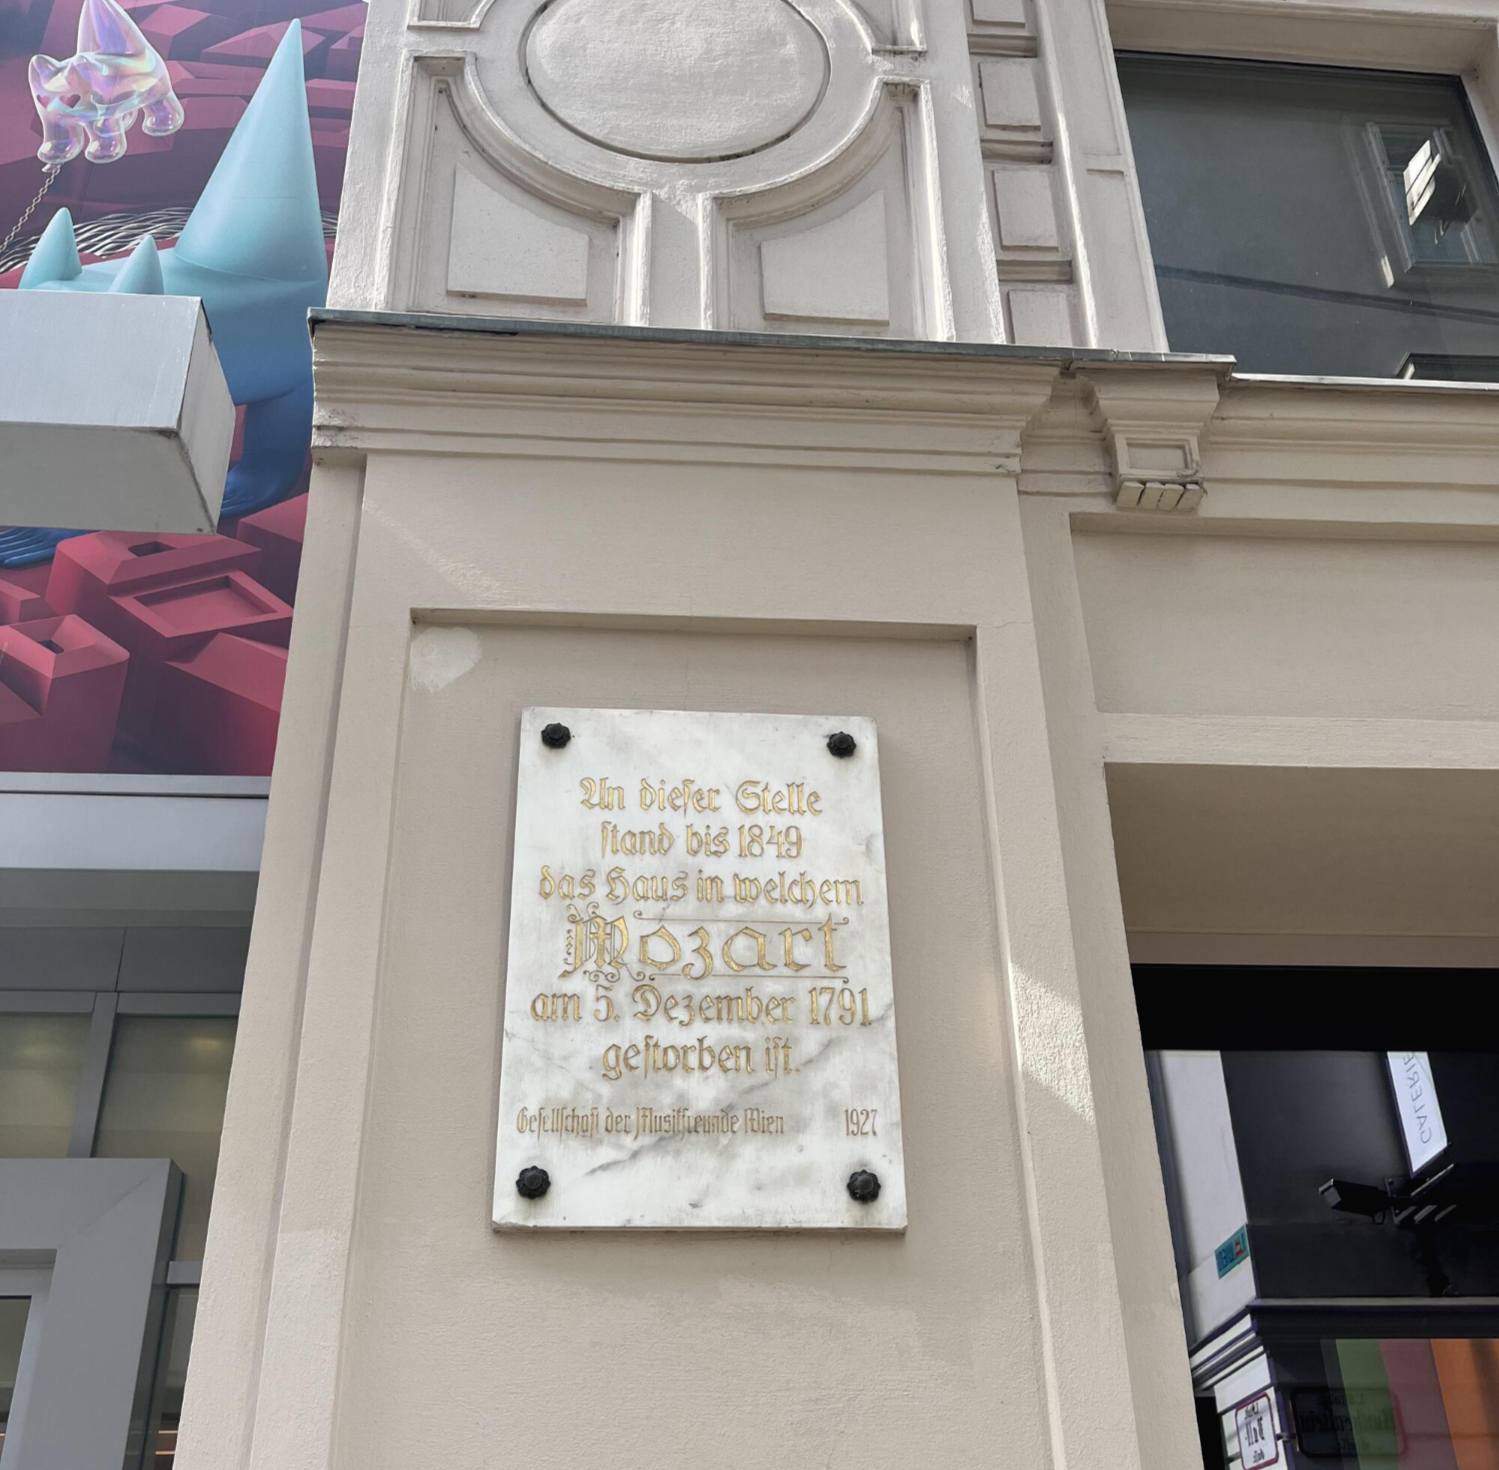 An dieser Stelle
stand bis 1849
das Haus in welchem
Mozart
am 5. Dezember 1791
gestorben ist.
Gesellschaft der Musikfreunde Wien 1927
GALERIE